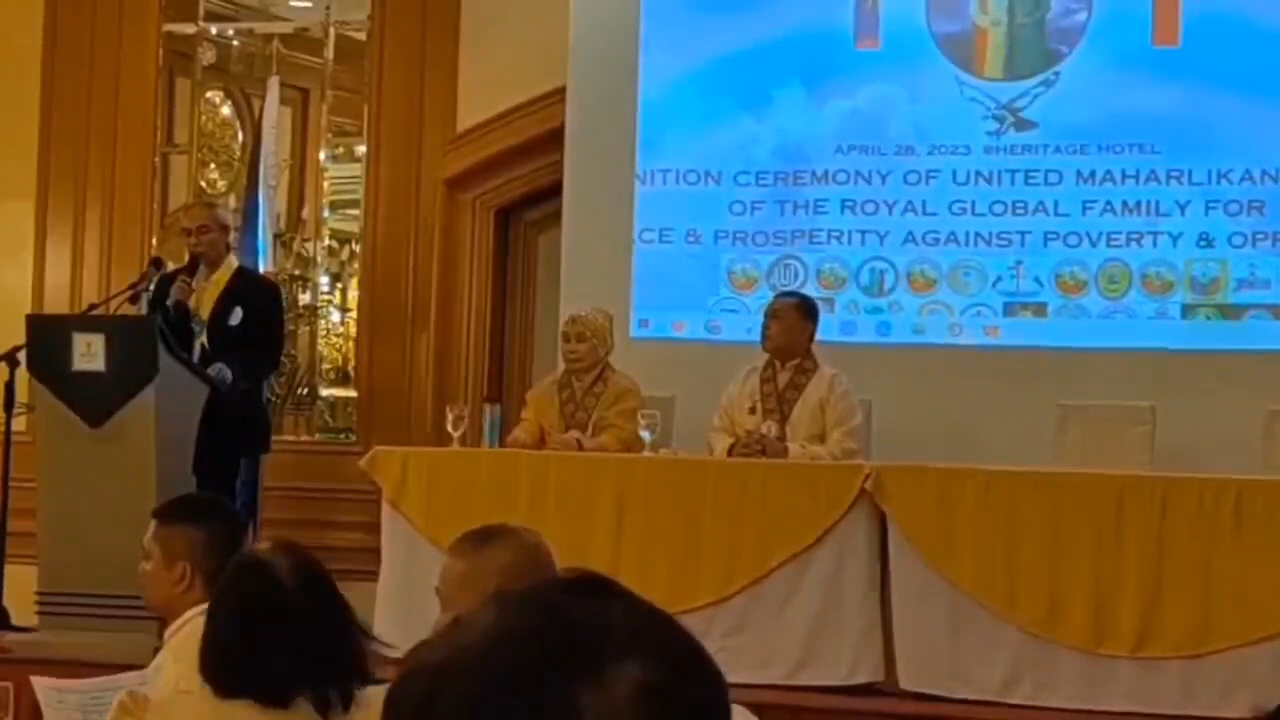 APRIL 28, 2023 @HERITAGE HOTEL
NITION CEREMONY OF UNITED MAHARLIKAN
OF THE ROYAL GLOBAL FAMILY FOR
CE & PROSPERITY AGAINST POVERTY & OPP